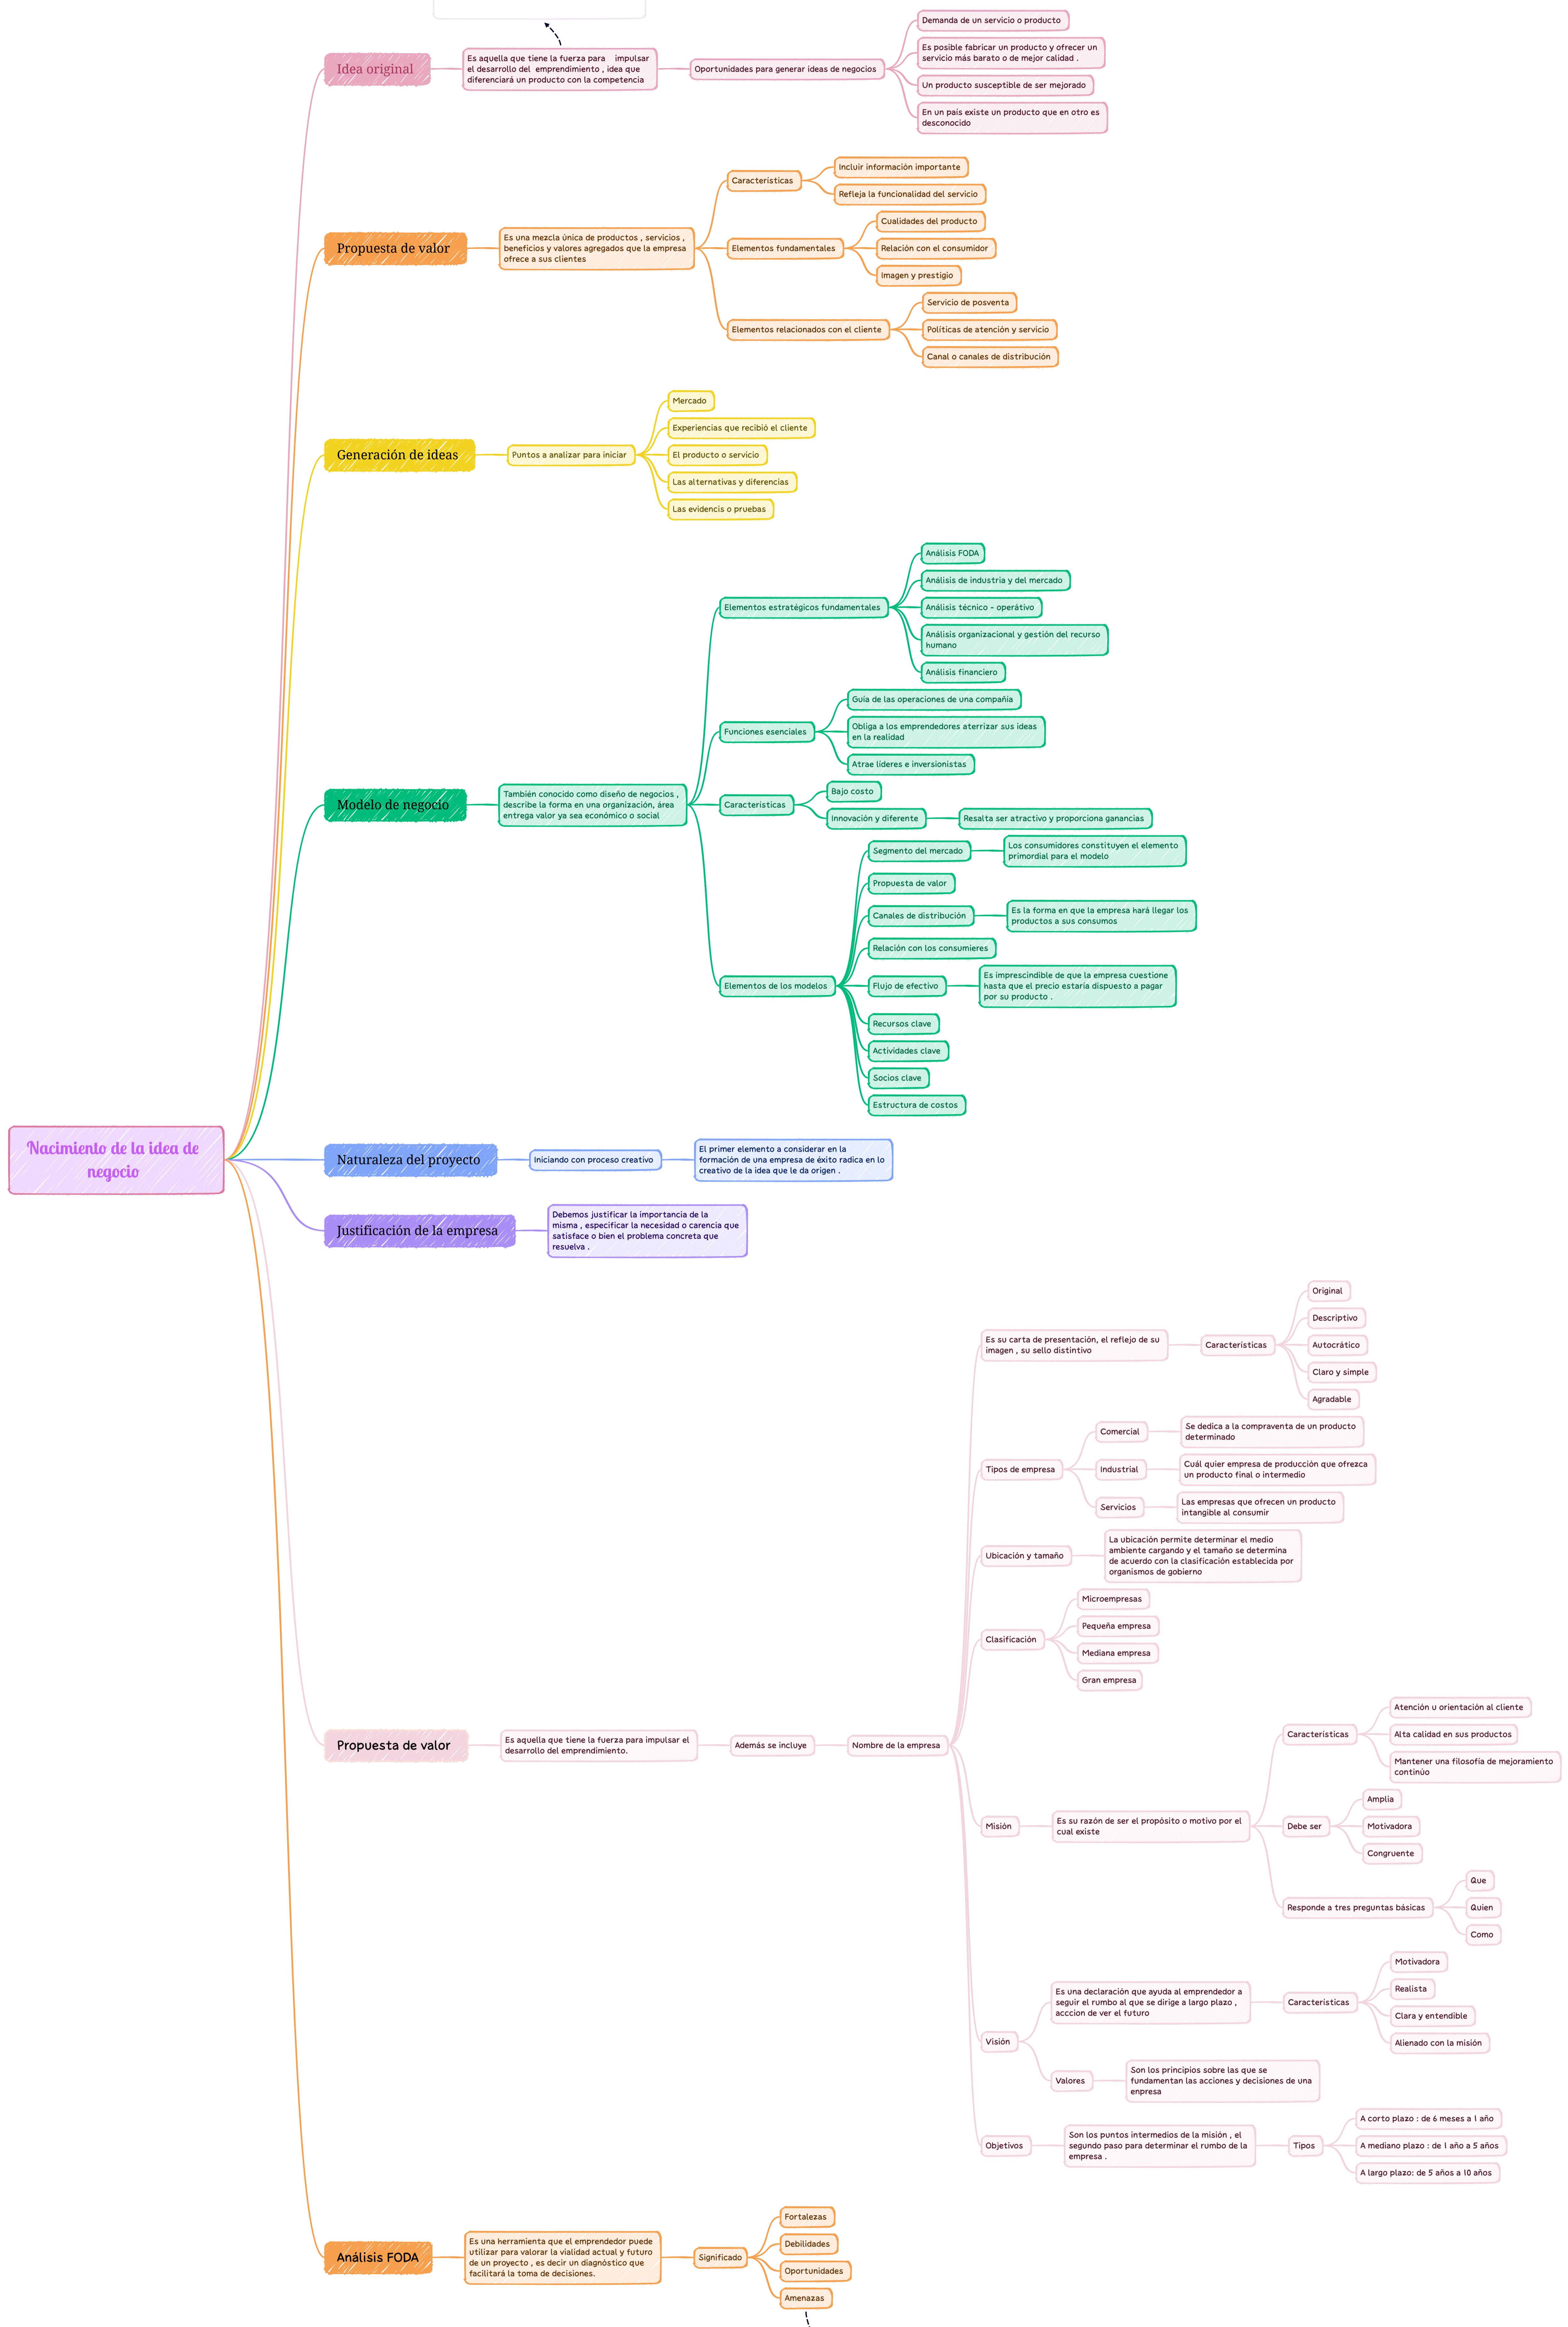 Nacimiento de la idea de
negocio
Idea original
Es aquella que tiene la fuerza para impulsar
el desarrollo del emprendimiento , idea que
diferenciará un producto con la competencia
Oportunidades para generar ideas de negocios
Demanda de un servicio o producto
Es posible fabricar un producto y ofrecer un
servicio más barato o de mejor calidad .
Un producto susceptible de ser mejorado
En un país existe un producto que en otro es
desconocido
Propuesta de valor
Es una mezcla única de productos , servicios ,
beneficios y valores agregados que la empresa
ofrece a sus clientes
Características
Incluir información importante
Refleja la funcionalidad del servicio
Elementos fundamentales
Cualidades del producto
Relación con el consumidor
Imagen y prestigio
Elementos relacionados con el cliente
Servicio de posventa
Políticas de atención y servicio
Canal o canales de distribución
Generación de ideas
Puntos a analizar para iniciar
Mercado
Experiencias que recibió el cliente
El producto o servicio
Las alternativas y diferencias
Las evidencis o pruebas
Modelo de negocio
También conocido como diseño de negocios ,
describe la forma en una organización, área
entrega valor ya sea económico o social
Elementos estratégicos fundamentales
Análisis FODA
Análisis de industria y del mercado
Análisis técnico - operátivo
Análisis organizacional y gestión del recurso
humano
Análisis financiero
Funciones esenciales
Guía de las operaciones de una compañía
Obliga a los emprendedores aterrizar sus ideas
en la realidad
Atrae líderes e inversionistas
Características
Bajo costo
Innovación y diferente
Resalta ser atractivo y proporciona ganancias
Elementos de los modelos
Segmento del mercado
Los consumidores constituyen el elemento
primordial para el modelo
Propuesta de valor
Canales de distribución
Es la forma en que la empresa hará llegar los
productos a sus consumos
Relación con los consumieres
Flujo de efectivo
Es imprescindible de que la empresa cuestione
hasta que el precio estaría dispuesto a pagar
por su producto .
Recursos clave
Actividades clave
Socios clave
Estructura de costos
Naturaleza del proyecto
Iniciando con proceso creativo
El primer elemento a considerar en la
formación de una empresa de éxito radica en lo
creativo de la idea que le da origen .
Justificación de la empresa
Debemos justificar la importancia de la
misma , especificar la necesidad o carencia que
satisface o bien el problema concreta que
resuelva .
Propuesta de valor
Es aquella que tiene la fuerza para impulsar el
desarrollo del emprendimiento.
Además se incluye
Nombre de la empresa
Es su carta de presentación, el reflejo de su
imagen , su sello distintivo
Características
Original
Descriptivo
Autocrático
Claro y simple
Agradable
Tipos de empresa
Comercial
Se dedica a la compraventa de un producto
determinado
Industrial
Cuál quier empresa de producción que ofrezca
un producto final o intermedio
Servicios
Las empresas que ofrecen un producto
intangible al consumir
Ubicación y tamaño
La ubicación permite determinar el medio
ambiente cargando y el tamaño se determina
de acuerdo con la clasificación establecida por
organismos de gobierno
Clasificación
Microempresas
Pequeña empresa
Mediana empresa
Gran empresa
Misión
Es su razón de ser el propósito o motivo por el
cual existe
Características
Atención u orientación al cliente
Alta calidad en sus productos
Mantener una filosofía de mejoramiento
continúo
Debe ser
Amplia
Motivadora
Congruente
Responde a tres preguntas básicas
Que
Quien
Como
Visión
Es una declaración que ayuda al emprendedor a
seguir el rumbo al que se dirige a largo plazo ,
acccion de ver el futuro
Características
Motivadora
Realista
Clara y entendible
Alienado con la misión
Valores
Son los principios sobre las que se
fundamentan las acciones y decisiones de una
enpresa
Objetivos
Son los puntos intermedios de la misión , el
segundo paso para determinar el rumbo de la
empresa .
Tipos
A corto plazo : de 6 meses a 1 año
A mediano plazo : de 1 año a 5 años
A largo plazo: de 5 años a 10 años
Análisis FODA
Es una herramienta que el emprendedor puede
utilizar para valorar la vialidad actual y futuro
de un proyecto , es decir un diagnóstico que
facilitará la toma de decisiones.
Significado
Fortalezas
Debilidades
Oportunidades
Amenazas